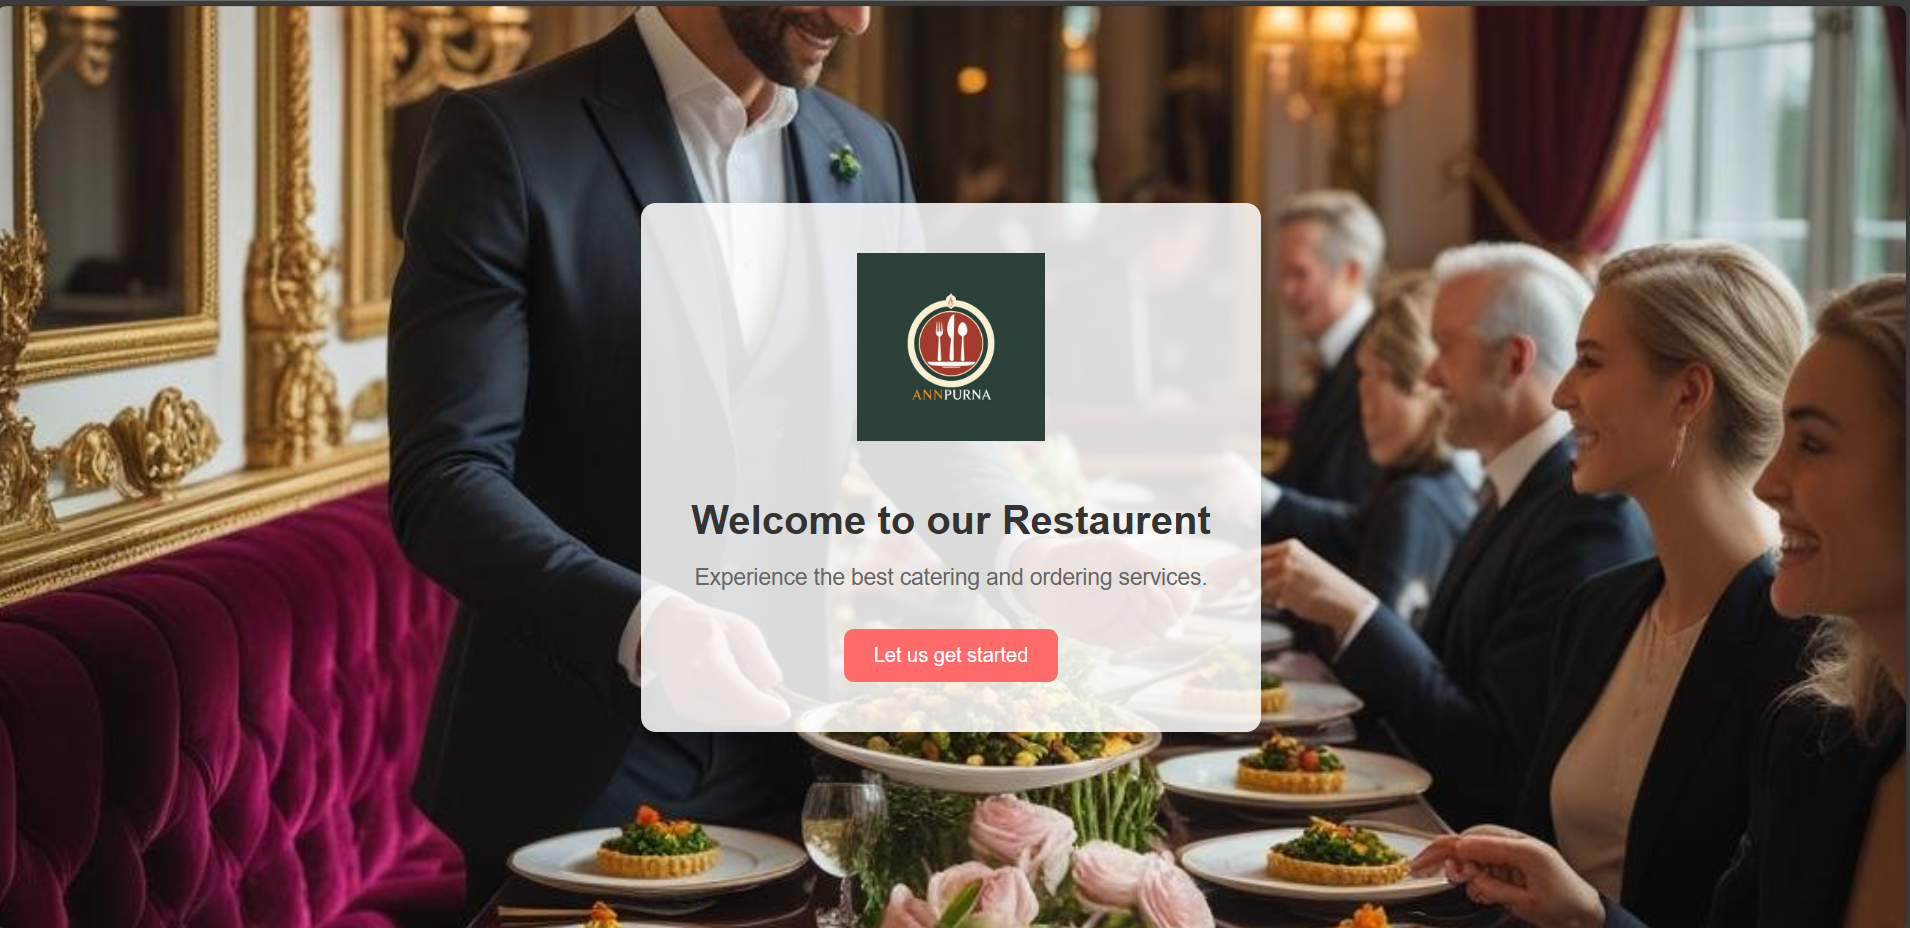 ANNPURNA
Welcome to our Restaurent
Experience the best catering and ordering services.
Let us get started